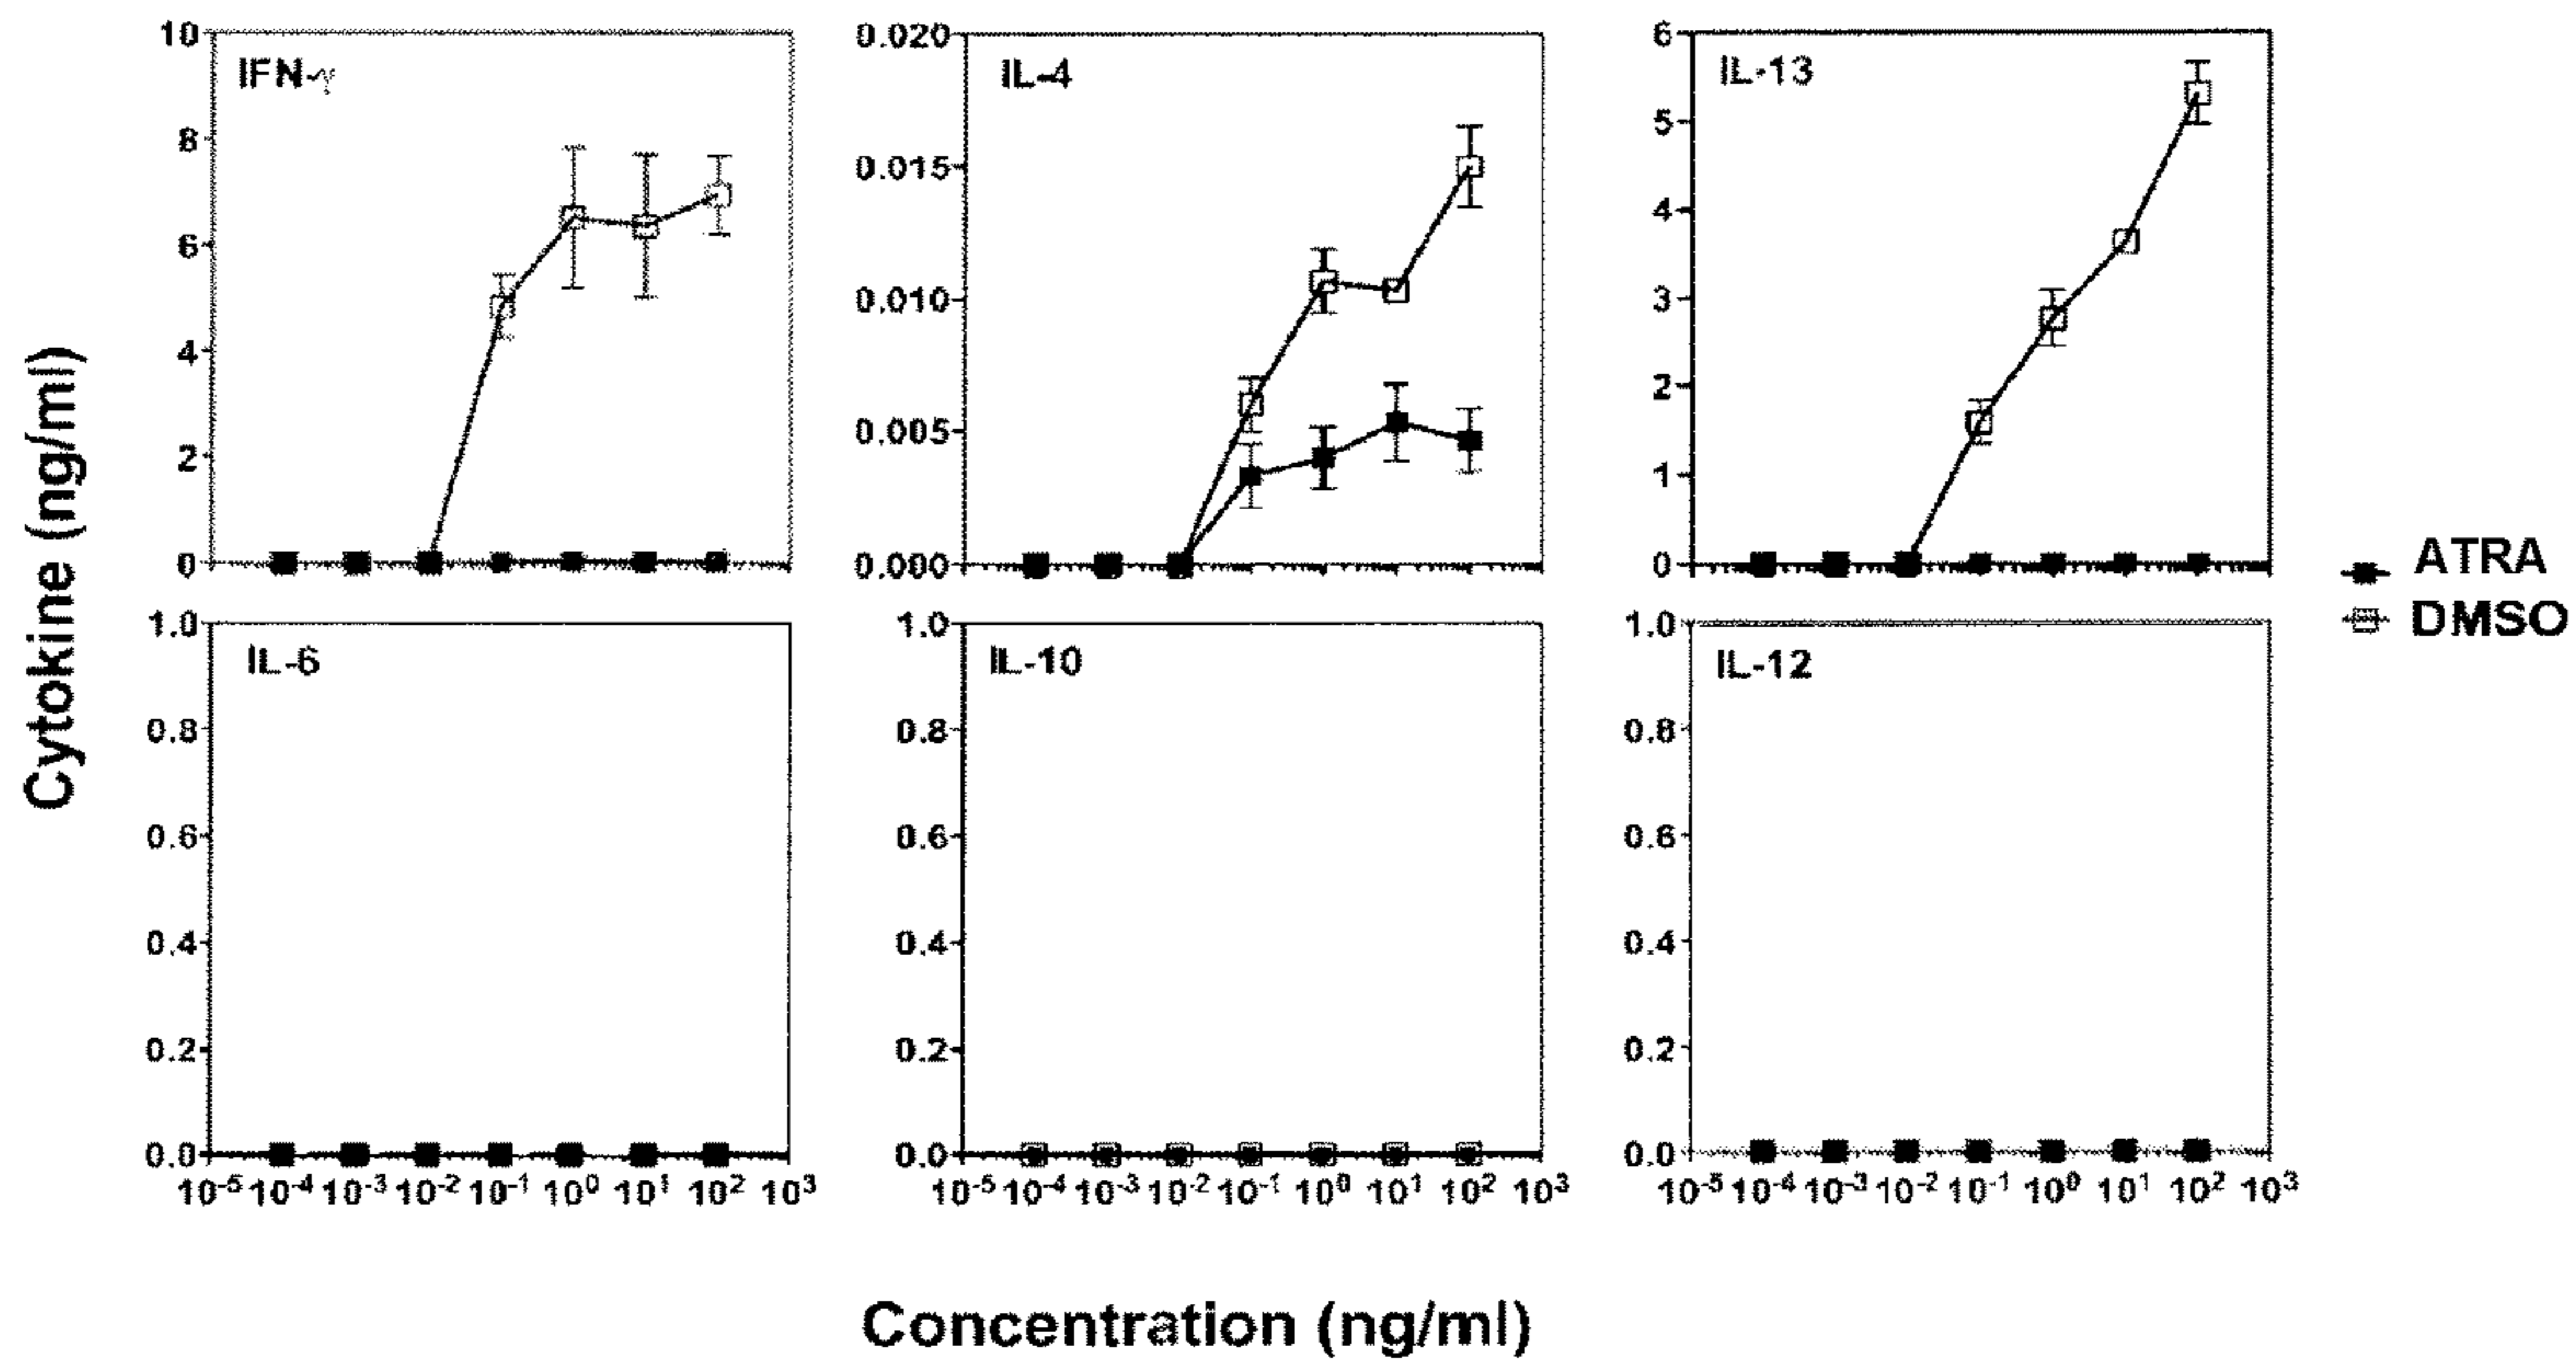 Cytokine (ng/ml)
IFN-γ
10
8
6
4
2
0
IL-4
0.020
0.015
0.010
0.005
0.000
IL-13
6
5
4
3
2
1
0
ATRA
DMSO
IL-6
1.0
0.8
0.6
0.4
0.2
0.0
10⁻⁵ 10⁻⁴ 10⁻³ 10⁻² 10⁻¹ 10⁰ 10¹ 10² 10³
IL-10
1.0
0.8
0.6
0.4
0.2
0.0
10⁻⁵ 10⁻⁴ 10⁻³ 10⁻² 10⁻¹ 10⁰ 10¹ 10² 10³
IL-12
1.0
0.8
0.6
0.4
0.2
0.0
10⁻⁵ 10⁻⁴ 10⁻³ 10⁻² 10⁻¹ 10⁰ 10¹ 10² 10³
Concentration (ng/ml)